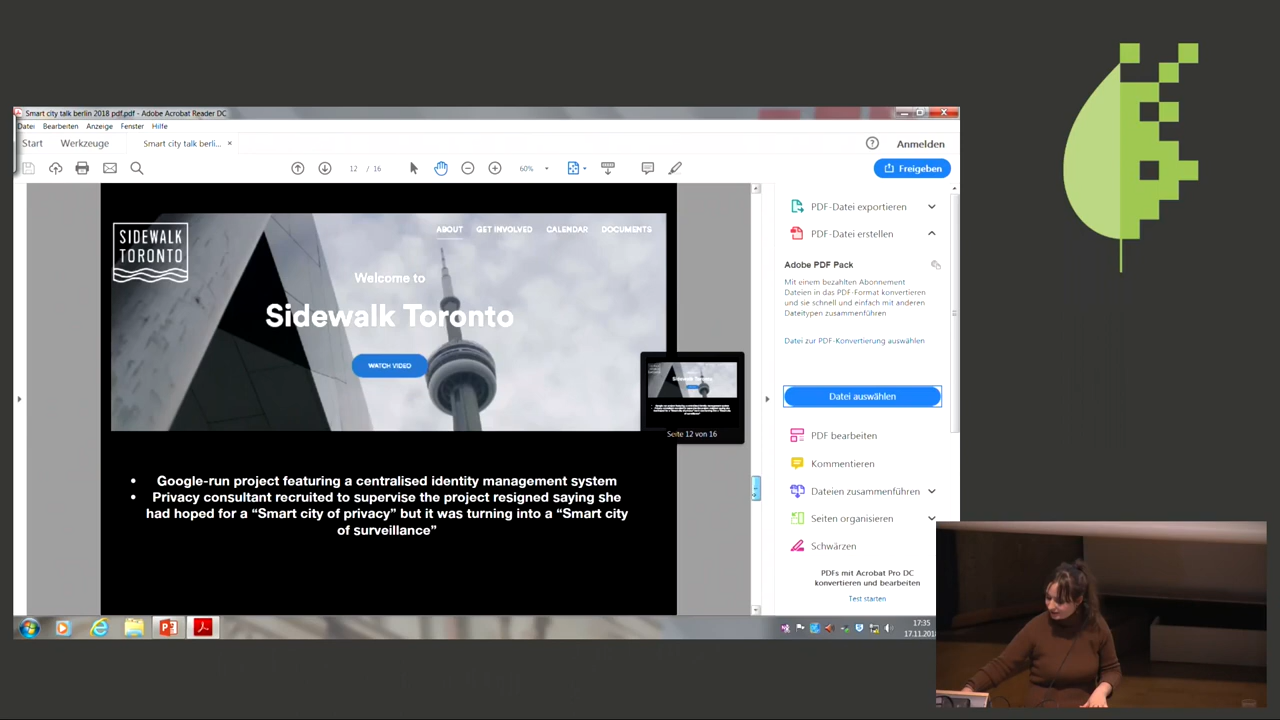 Smart city talk berlin 2018 pdf.pdf - Adobe Acrobat Reader DC
Datei Bearbeiten Anzeige Fenster Hilfe
Start Werkzeuge Smart city talk berli... × Anmelden
12 / 16 60% Freigeben
SIDEWALK
TORONTO
ABOUT GET INVOLVED CALENDAR DOCUMENTS
Welcome to
Sidewalk Toronto
WATCH VIDEO
Seite 12 von 16
• Google-run project featuring a centralised identity management system
• Privacy consultant recruited to supervise the project resigned saying she
had hoped for a “Smart city of privacy” but it was turning into a “Smart city
of surveillance”
PDF-Datei exportieren
PDF-Datei erstellen
Adobe PDF Pack
Mit einem bezahlten Abonnement
Dateien in das PDF-Format konvertieren
und sie schnell und einfach mit anderen
Dateitypen zusammenführen
Datei zur PDF-Konvertierung auswählen
Datei auswählen
PDF bearbeiten
Kommentieren
Dateien zusammenführen
Seiten organisieren
Schwärzen
PDFs mit Acrobat Pro DC
konvertieren und bearbeiten
Test starten
17:35